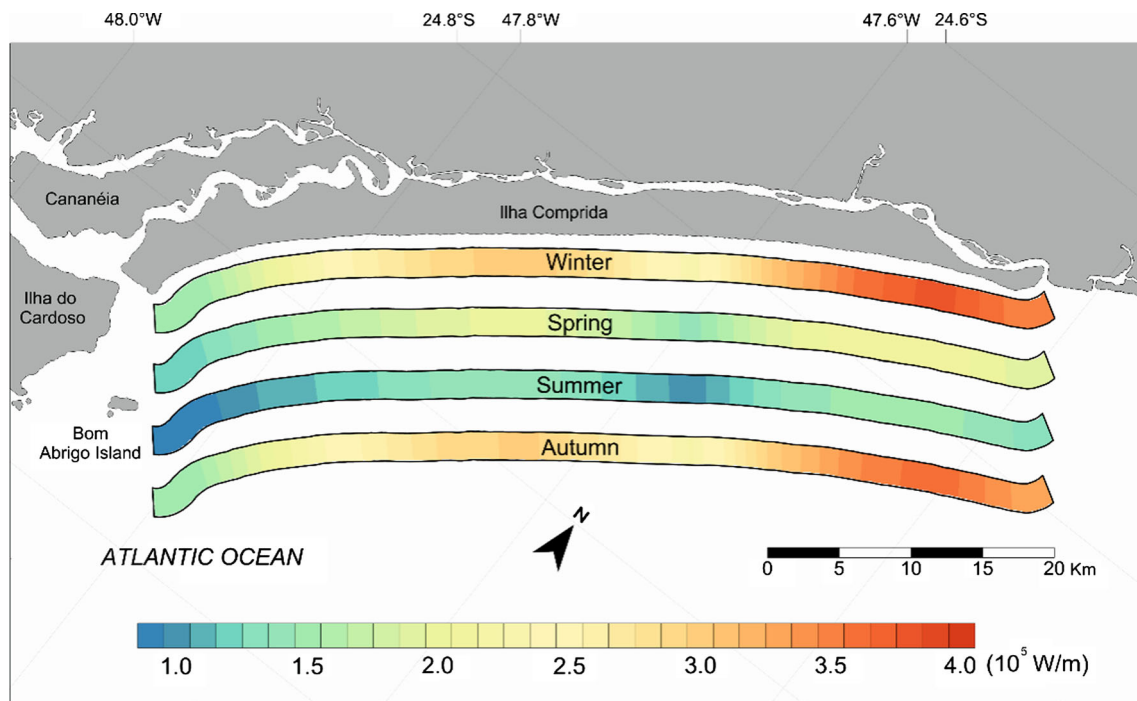 48.0°W 24.8°S 47.8°W 47.6°W 24.6°S
Cananéia
Ilha Comprida
Winter
Ilha do
Cardoso
Spring
Summer
Bom
Abrigo Island
Autumn
N
ATLANTIC OCEAN
0 5 10 15 20 Km
1.0 1.5 2.0 2.5 3.0 3.5 4.0 (10⁵ W/m)